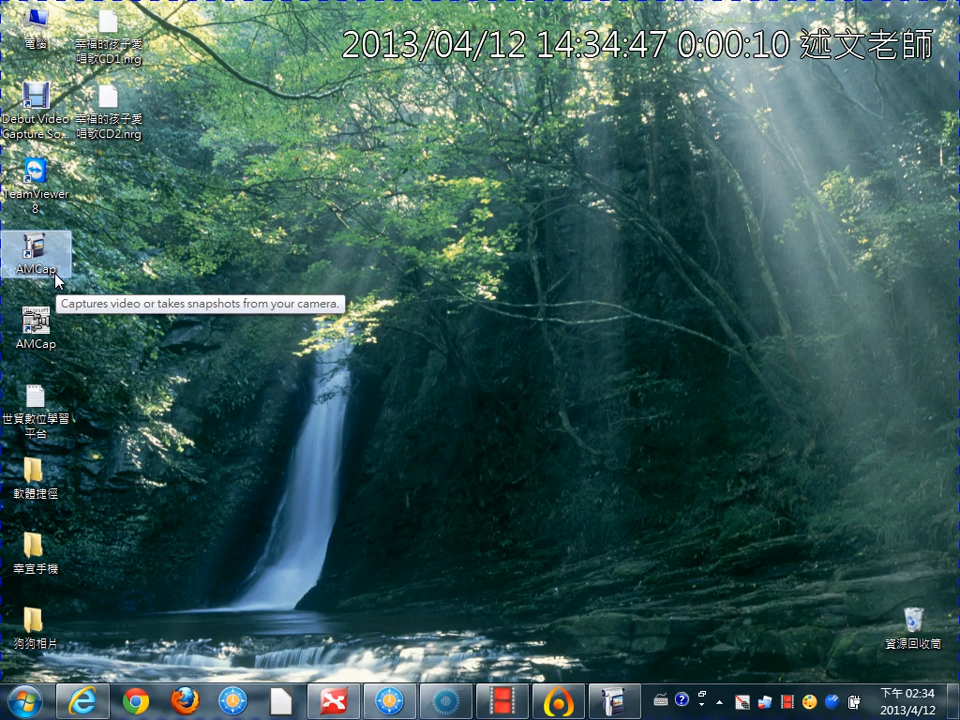 2013/04/12 14:34:47 0:00:10 述文老師
電腦
幸福的孩子愛
唱歌CD1.nrg
Debut Video
Capture So...
幸福的孩子愛
唱歌CD2.nrg
TeamViewer
8
AMCap
Captures video or takes snapshots from your camera.
AMCap
世貿數位學習
平台
軟體捷徑
幸宜手機
狗狗相片
資源回收筒
下午 02:34
2013/4/12